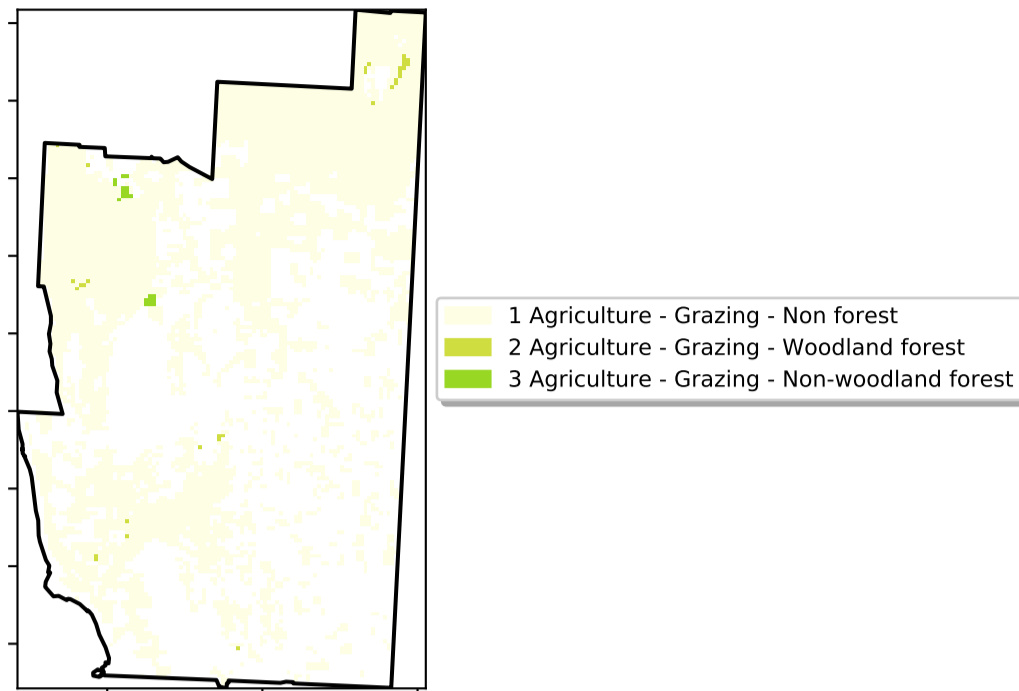 1 Agriculture - Grazing - Non forest
2 Agriculture - Grazing - Woodland forest
3 Agriculture - Grazing - Non-woodland forest